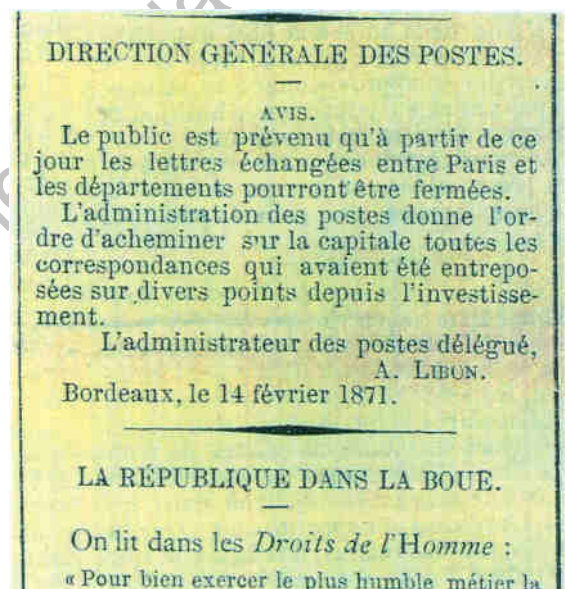 DIRECTION GÉNÉRALE DES POSTES.
AVIS.
Le public est prévenu qu'à partir de ce
jour les lettres échangées entre Paris et
les départements pourront être fermées.
L'administration des postes donne l'or-
dre d'acheminer sur la capitale toutes les
correspondances qui avaient été entrepo-
sées sur divers points depuis l'investisse-
ment.
L'administrateur des postes délégué,
A. LIBON.
Bordeaux, le 14 février 1871.
LA RÉPUBLIQUE DANS LA BOUE.
On lit dans les Droits de l'Homme :
« Pour bien exercer le plus humble métier la